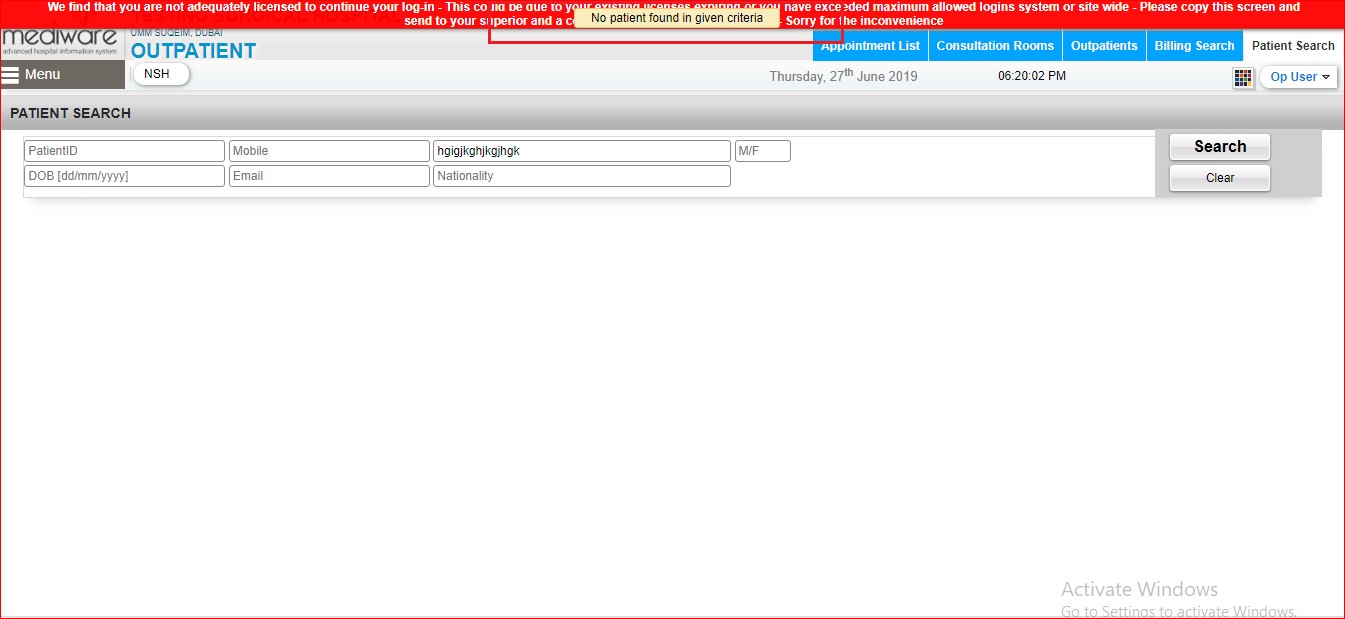 We find that you are not adequately licensed to continue your log-in - This could be due to your existing licenses expiring or you have exceeded maximum allowed logins system or site wide - Please copy this screen and
send to your superior and a Sorry for the inconvenience
No patient found in given criteria
TESTING SURGICAL HOSPITAL
mediware
advanced hospital information system
UMM SUQEIM, DUBAI
OUTPATIENT
Appointment List Consultation Rooms Outpatients Billing Search Patient Search
Menu NSH Thursday, 27th June 2019 06:20:02 PM Op User
PATIENT SEARCH
PatientID Mobile hgigjkghjkgjhgk M/F Search
DOB [dd/mm/yyyy] Email Nationality Clear
Activate Windows
Go to Settings to activate Windows.